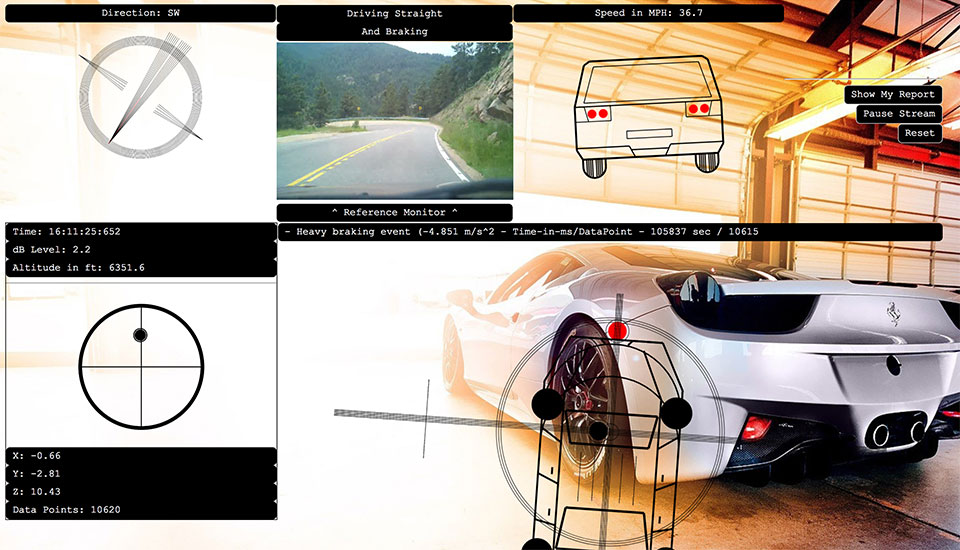 Direction: SW
Driving Straight
And Braking
Speed in MPH: 36.7
Show My Report
Pause Stream
Reset
^ Reference Monitor ^
Time: 16:11:25:652
dB Level: 2.2
Altitude in ft: 6351.6
- Heavy braking event (-4.851 m/s^2 - Time-in-ms/DataPoint - 105837 sec / 10615
X: -0.66
Y: -2.81
Z: 10.43
Data Points: 10620